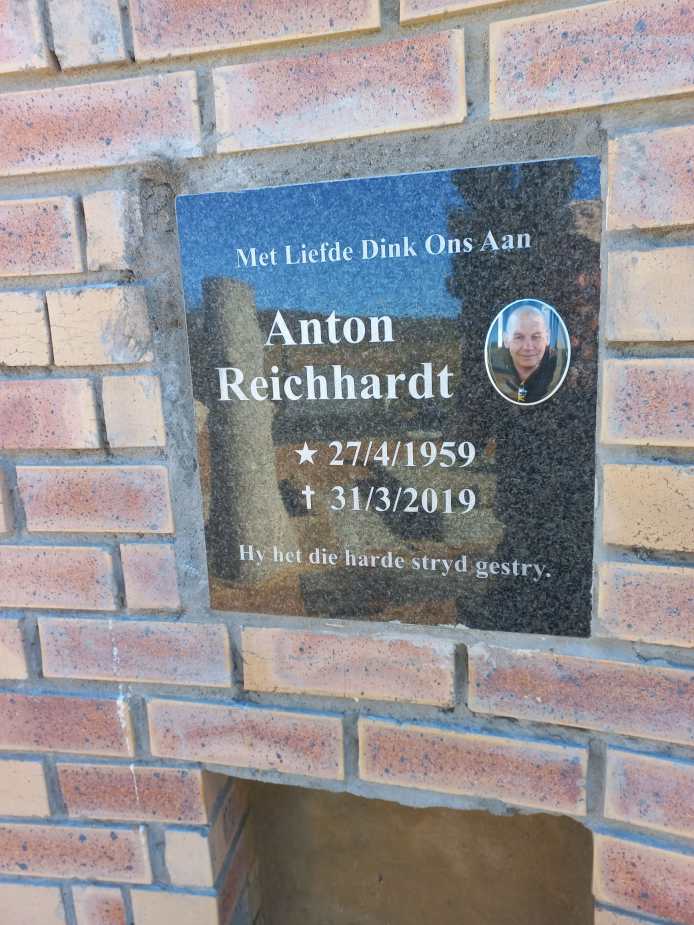 Met Liefde Dink Ons Aan
Anton
Reichhardt
★ 27/4/1959
✝ 31/3/2019
Hy het die harde stryd gestry.